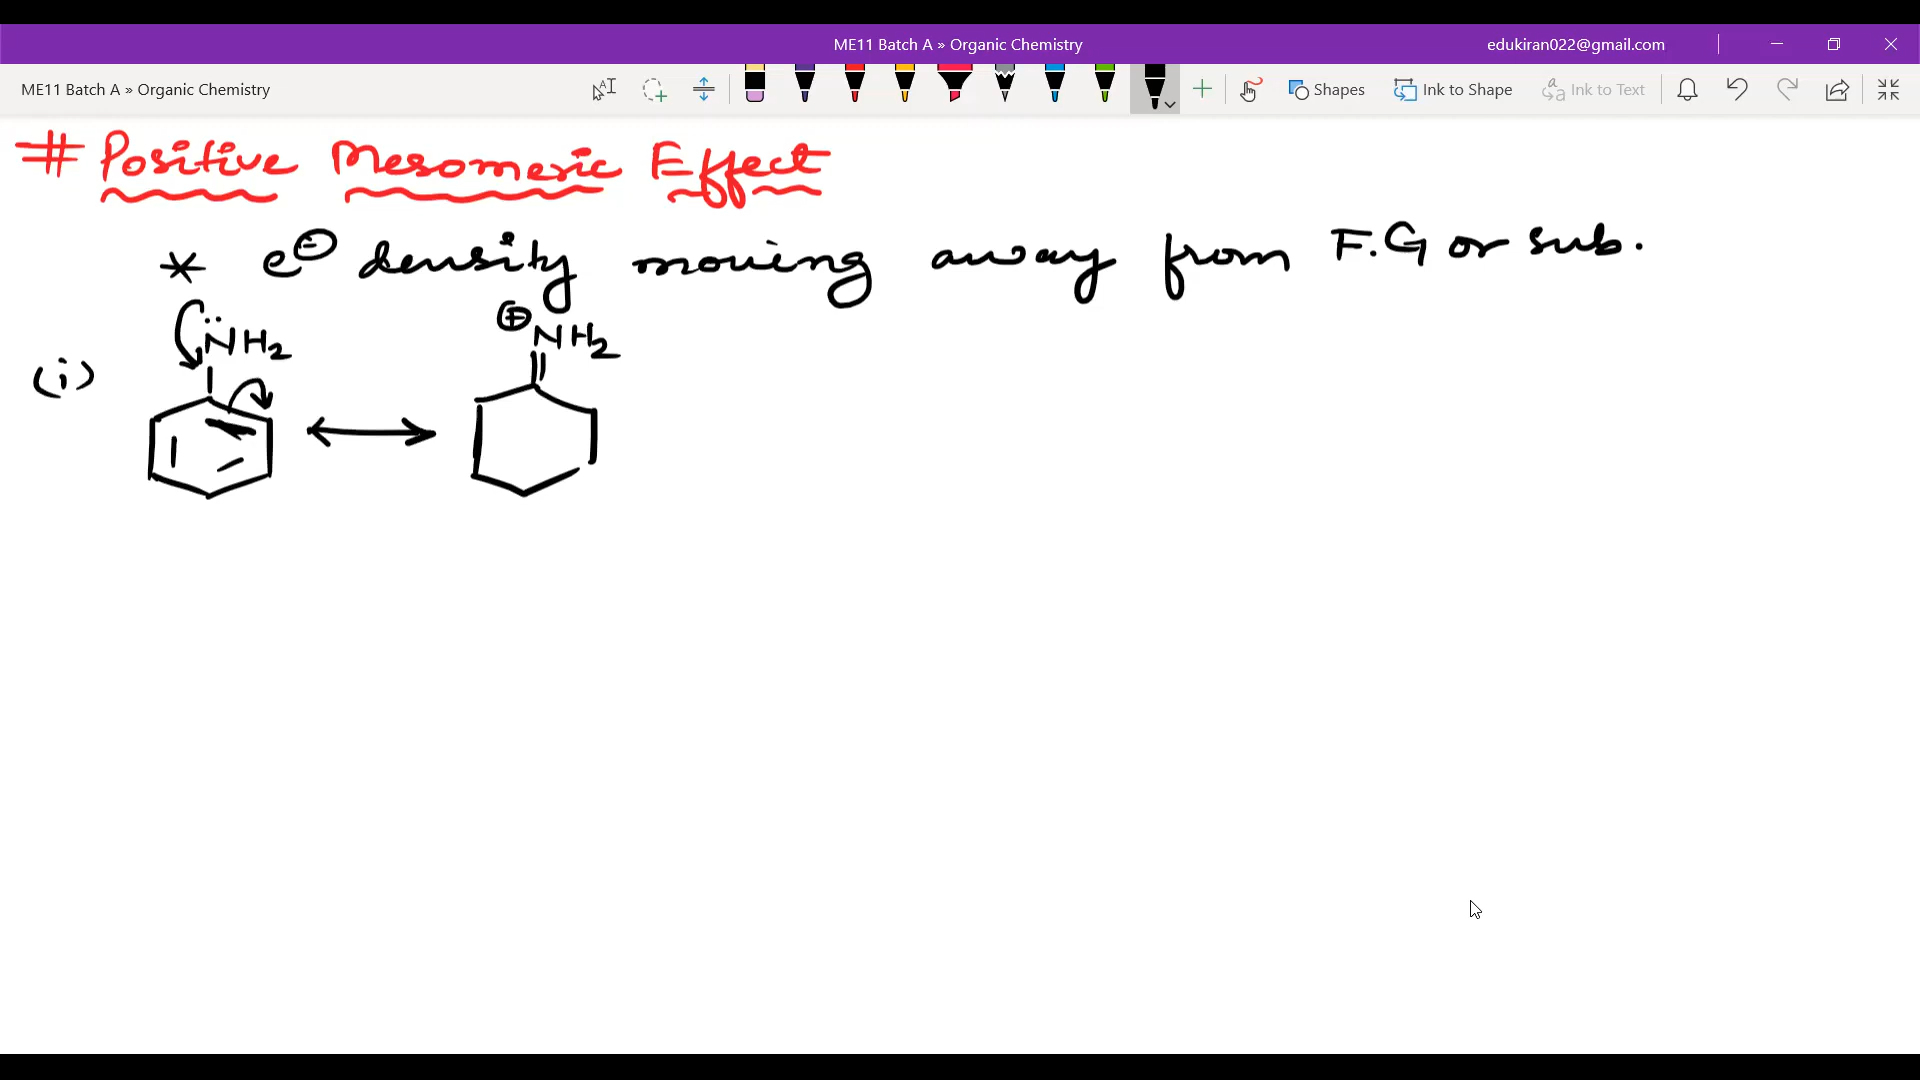 ME11 Batch A » Organic Chemistry
edukiran022@gmail.com
ME11 Batch A » Organic Chemistry
Shapes
Ink to Shape
Ink to Text
# Positive Mesomeric Effect
* e⊖ density moving away from F.G or sub.
(i)
N̈H₂
⊕NH₂